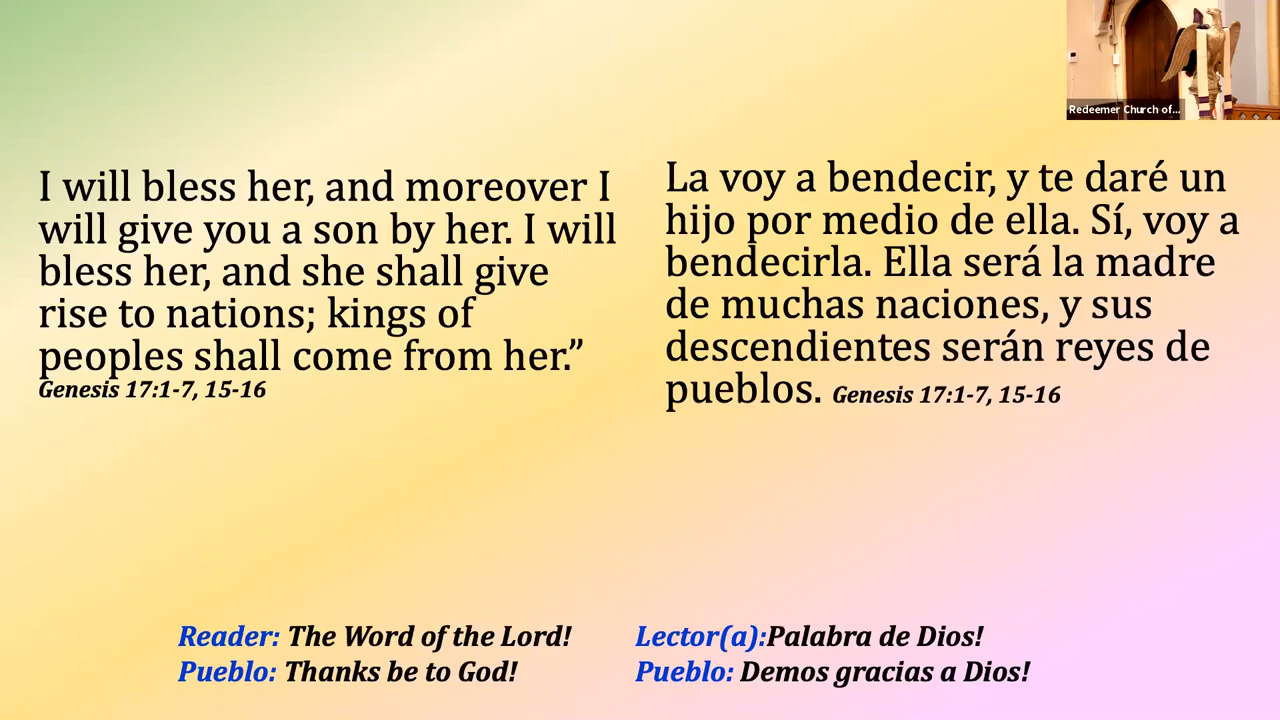 Redeemer Church of...
I will bless her, and moreover I
will give you a son by her. I will
bless her, and she shall give
rise to nations; kings of
peoples shall come from her.”
Genesis 17:1-7, 15-16
La voy a bendecir, y te daré un
hijo por medio de ella. Sí, voy a
bendecirla. Ella será la madre
de muchas naciones, y sus
descendientes serán reyes de
pueblos. Genesis 17:1-7, 15-16
Reader: The Word of the Lord!
Pueblo: Thanks be to God!
Lector(a):Palabra de Dios!
Pueblo: Demos gracias a Dios!